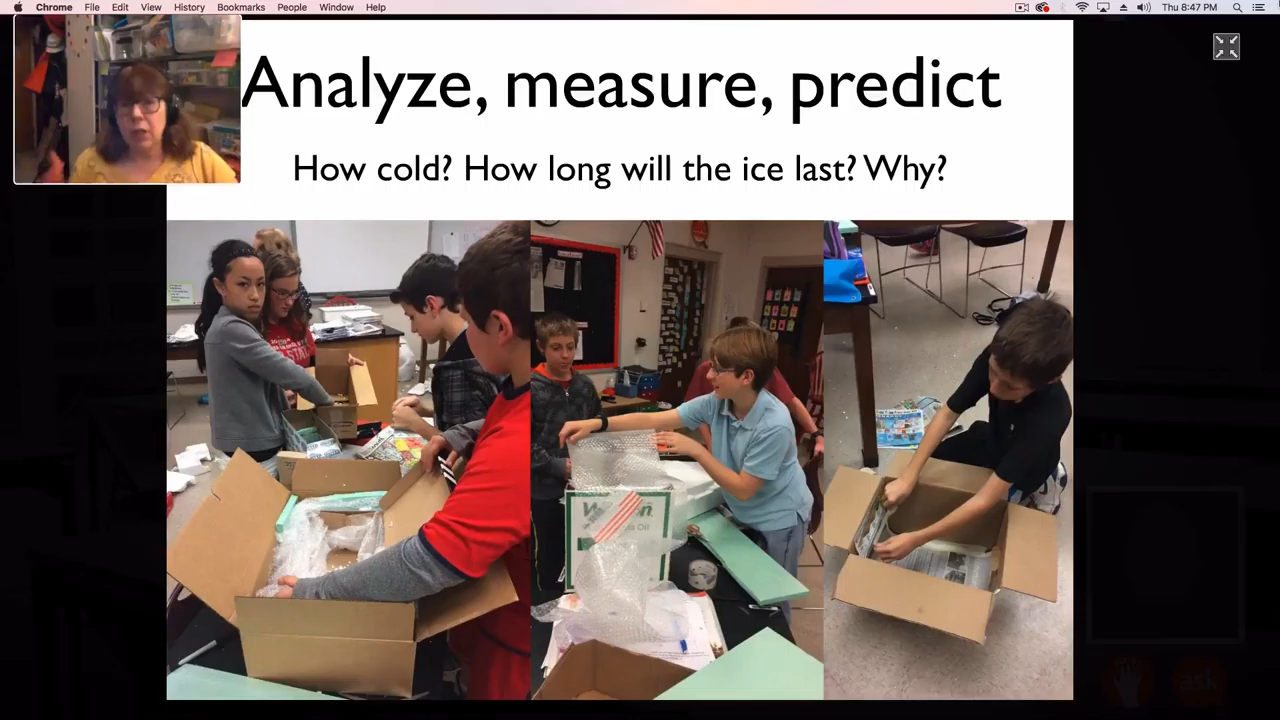 Chrome File Edit View History Bookmarks People Window Help Thu 8:47 PM
Analyze, measure, predict
How cold? How long will the ice last? Why?
ask